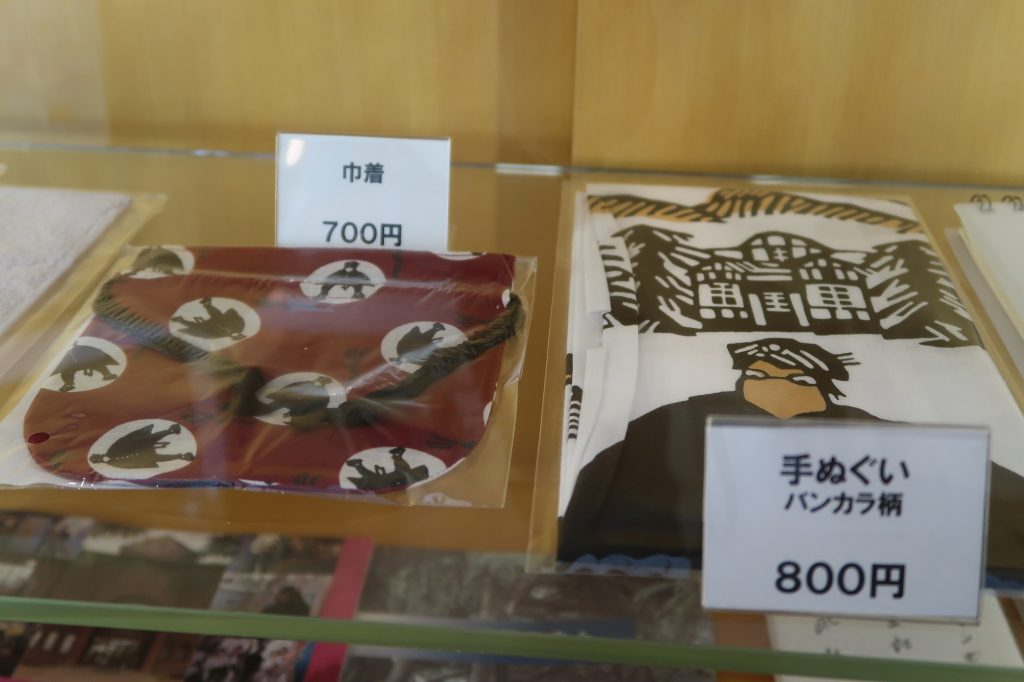 巾着
700円
手ぬぐい
バンカラ柄
800円